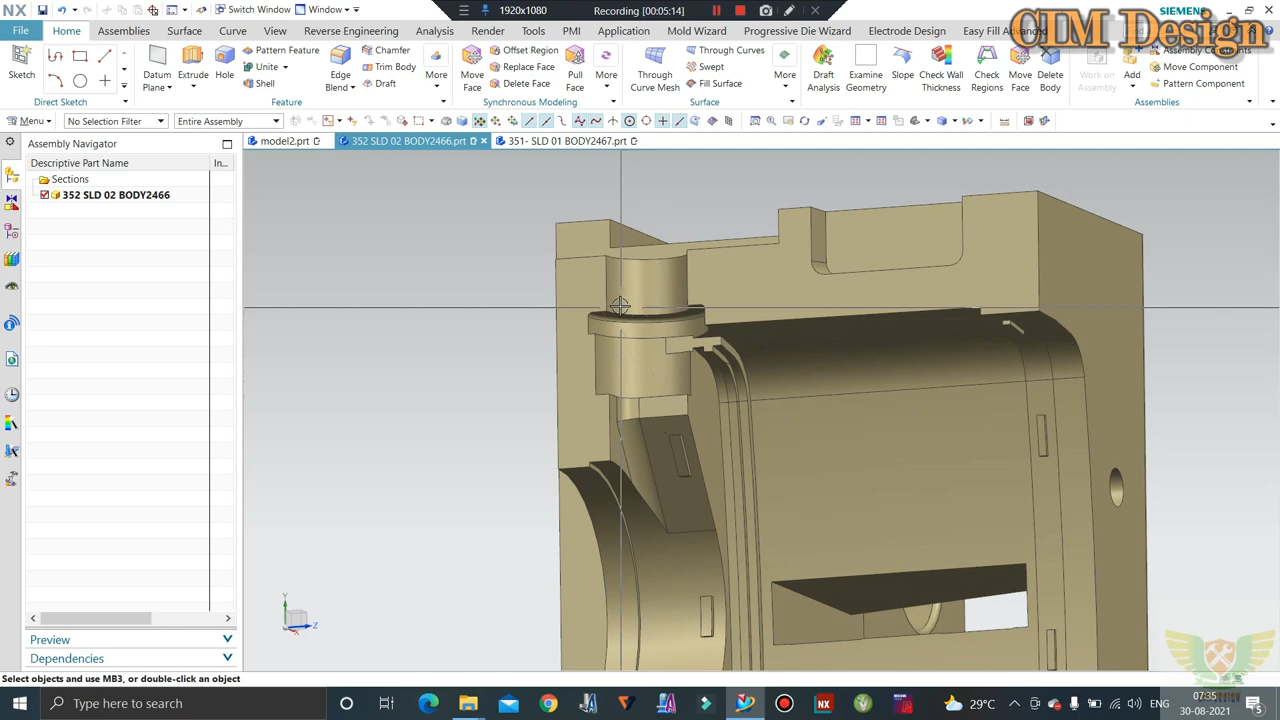 NX
Switch Window
Window
1920x1080
Recording [00:05:14]
SIEMENS
CIM Design
File
Home
Assemblies
Surface
Curve
View
Reverse Engineering
Analysis
Render
Tools
PMI
Application
Mold Wizard
Progressive Die Wizard
Electrode Design
Easy Fill Advanced
Sketch
Direct Sketch
Datum Plane
Extrude
Hole
Pattern Feature
Unite
Shell
Edge Blend
Chamfer
Trim Body
Draft
More
Feature
Move Face
Offset Region
Replace Face
Delete Face
Pull Face
More
Synchronous Modeling
Through Curve Mesh
Through Curves
Swept
Fill Surface
More
Surface
Draft Analysis
Examine Geometry
Slope
Check Wall Thickness
Check Regions
Move Face
Delete Body
Work on Assembly
Add
Assembly Constraints
Move Component
Pattern Component
Assemblies
Menu
No Selection Filter
Entire Assembly
Assembly Navigator
model2.prt
352 SLD 02 BODY2466.prt
351- SLD 01 BODY2467.prt
Descriptive Part Name
In...
Sections
352 SLD 02 BODY2466
Y
Z
X
Preview
Dependencies
Select objects and use MB3, or double-click an object
Type here to search
29°C
ENG
07:35
30-08-2021
5